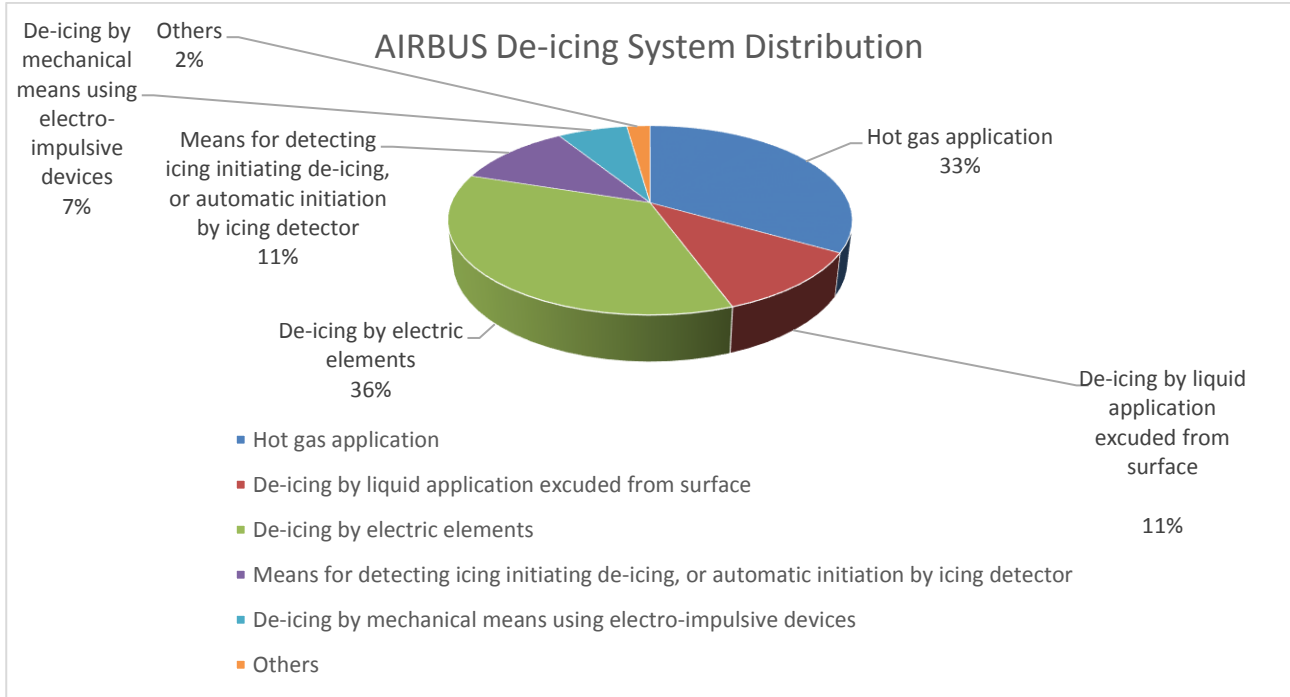 AIRBUS De-icing System Distribution
De-icing by
mechanical
means using
electro-
impulsive
devices
7%
Others
2%
Means for detecting
icing initiating de-icing,
or automatic initiation
by icing detector
11%
Hot gas application
33%
De-icing by electric
elements
36%
De-icing by liquid
application
excuded from
surface
11%
Hot gas application
De-icing by liquid application excuded from surface
De-icing by electric elements
Means for detecting icing initiating de-icing, or automatic initiation by icing detector
De-icing by mechanical means using electro-impulsive devices
Others